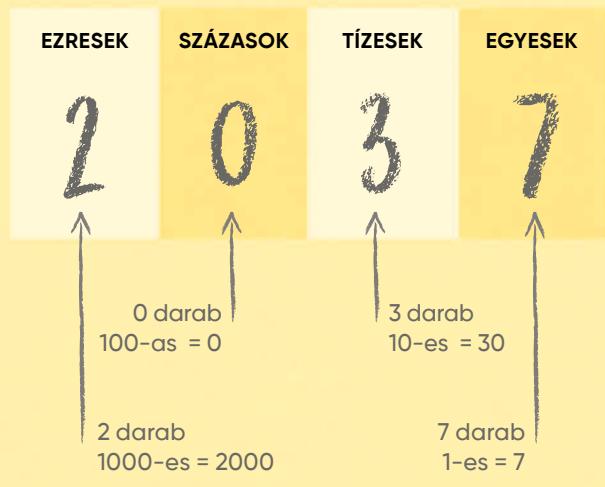 EZRESEK SZÁZASOK TÍZESEK EGYESEK
2 0 3 7
0 darab
100-as = 0
3 darab
10-es = 30
2 darab
1000-es = 2000
7 darab
1-es = 7